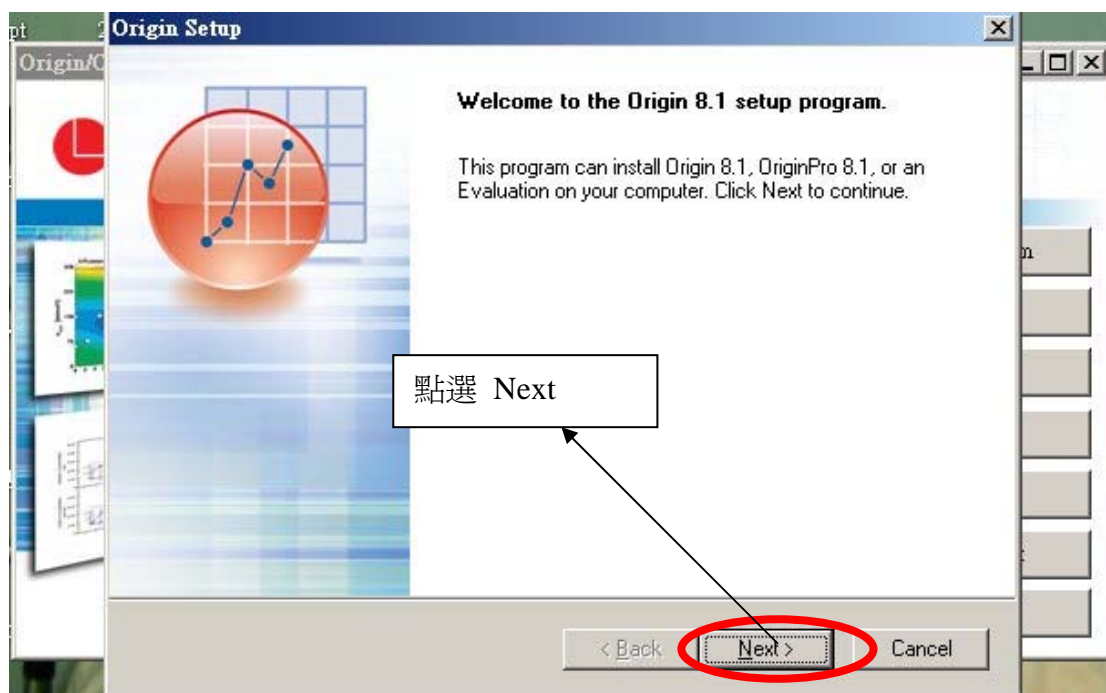 pt
Origin Setup
Origin/O
Welcome to the Origin 8.1 setup program.
This program can install Origin 8.1, OriginPro 8.1, or an
Evaluation on your computer. Click Next to continue.
點選 Next
< Back
Next >
Cancel